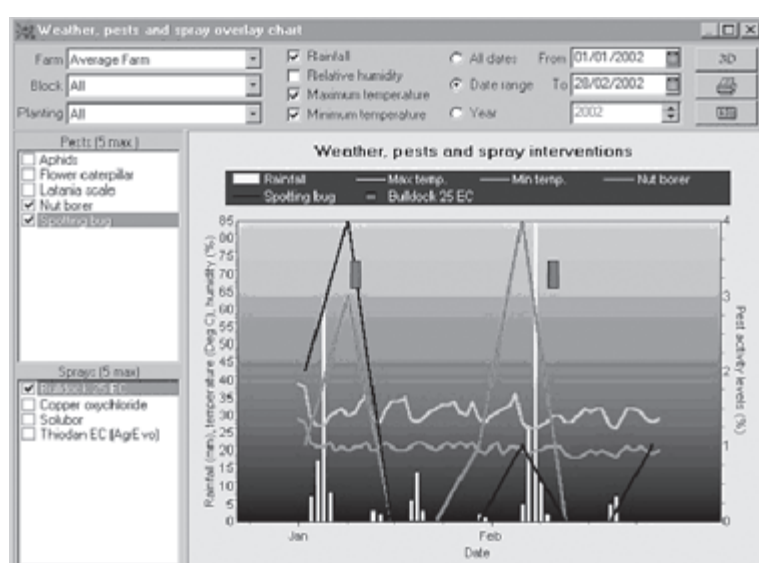 Weather, pests and spray overlay chart
Farm Average Farm
Block All
Planting All
Rainfall
Relative humidity
Maximum temperature
Minimum temperature
All dates
Date range
Year
From 01/01/2002
To 28/02/2002
2002
3D
Pests (5 max)
Aphids
Flower caterpillar
Latania scale
Nut borer
Spotting bug
Sprays (5 max)
Bulldock 25 EC
Copper oxychloride
Solubor
Thiodan EC (AgrEvo)
Weather, pests and spray interventions
Rainfall Max temp. Min temp. Nut borer
Spotting bug Bulldock 25 EC
Rainfall (mm), temperature (Deg C), humidity (%)
85
80
75
70
65
60
55
50
45
40
35
30
25
20
15
10
5
0
4
3
2
1
0
Pest activity levels (%)
Jan Feb
Date